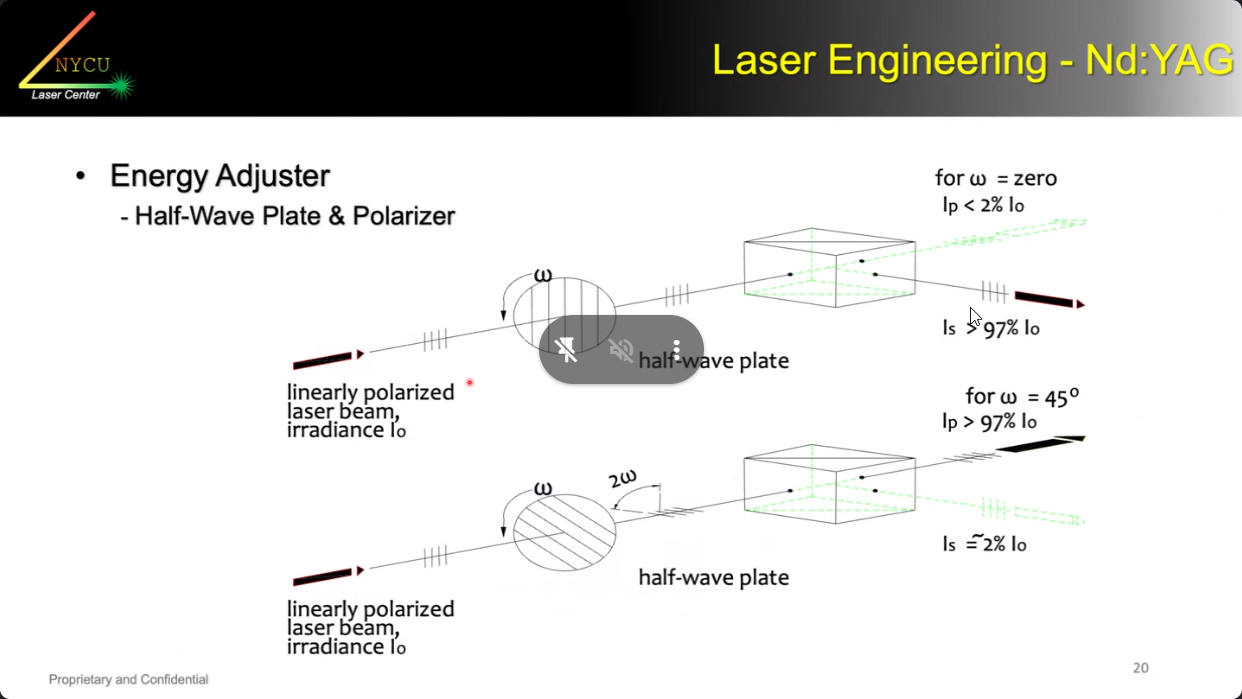 NYCU
Laser Center
Laser Engineering - Nd:YAG
• Energy Adjuster
- Half-Wave Plate & Polarizer
for ω = zero
Ip < 2% Io
ω
Is > 97% Io
half-wave plate
linearly polarized
laser beam,
irradiance Io
for ω = 45º
Ip > 97% Io
2ω
ω
Is ≅ 2% Io
half-wave plate
linearly polarized
laser beam,
irradiance Io
Proprietary and Confidential
20